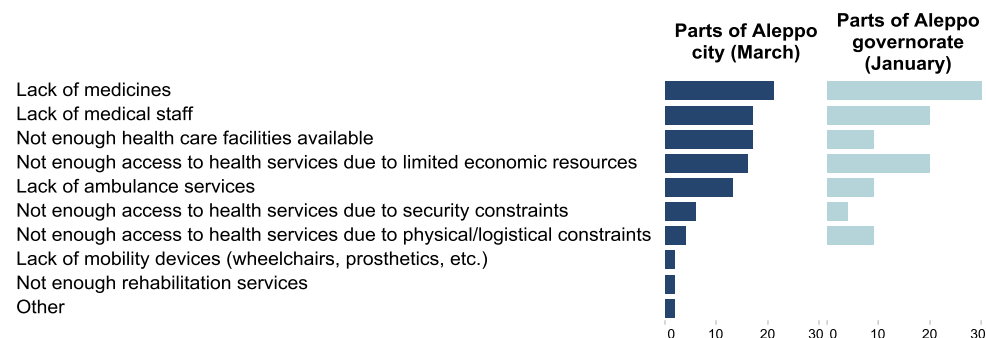 Parts of Aleppo
city (March)
Parts of Aleppo
governorate
(January)
Lack of medicines
Lack of medical staff
Not enough health care facilities available
Not enough access to health services due to limited economic resources
Lack of ambulance services
Not enough access to health services due to security constraints
Not enough access to health services due to physical/logistical constraints
Lack of mobility devices (wheelchairs, prosthetics, etc.)
Not enough rehabilitation services
Other
0 10 20 30 0 10 20 30